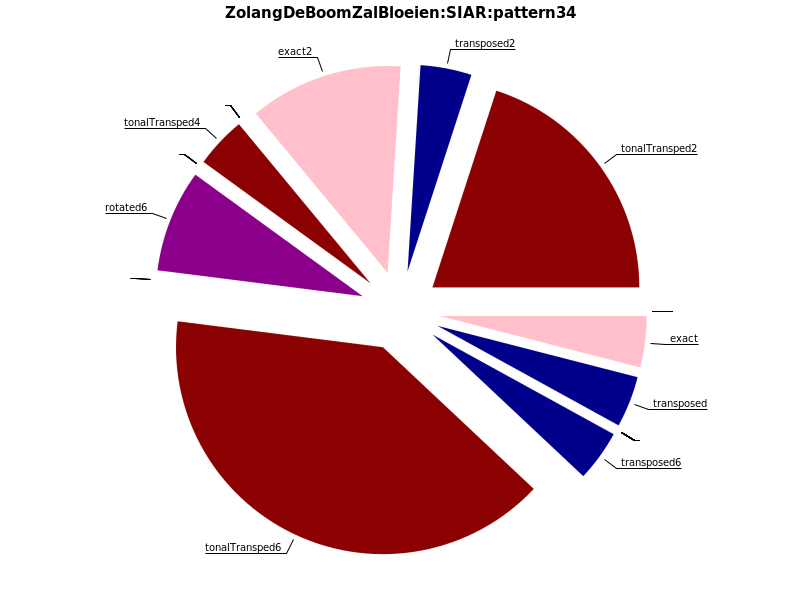 ZolangDeBoomZalBloeien:SIAR:pattern34
transposed2
exact2
tonalTransped4
tonalTransped2
rotated6
exact
transposed
transposed6
tonalTransped6